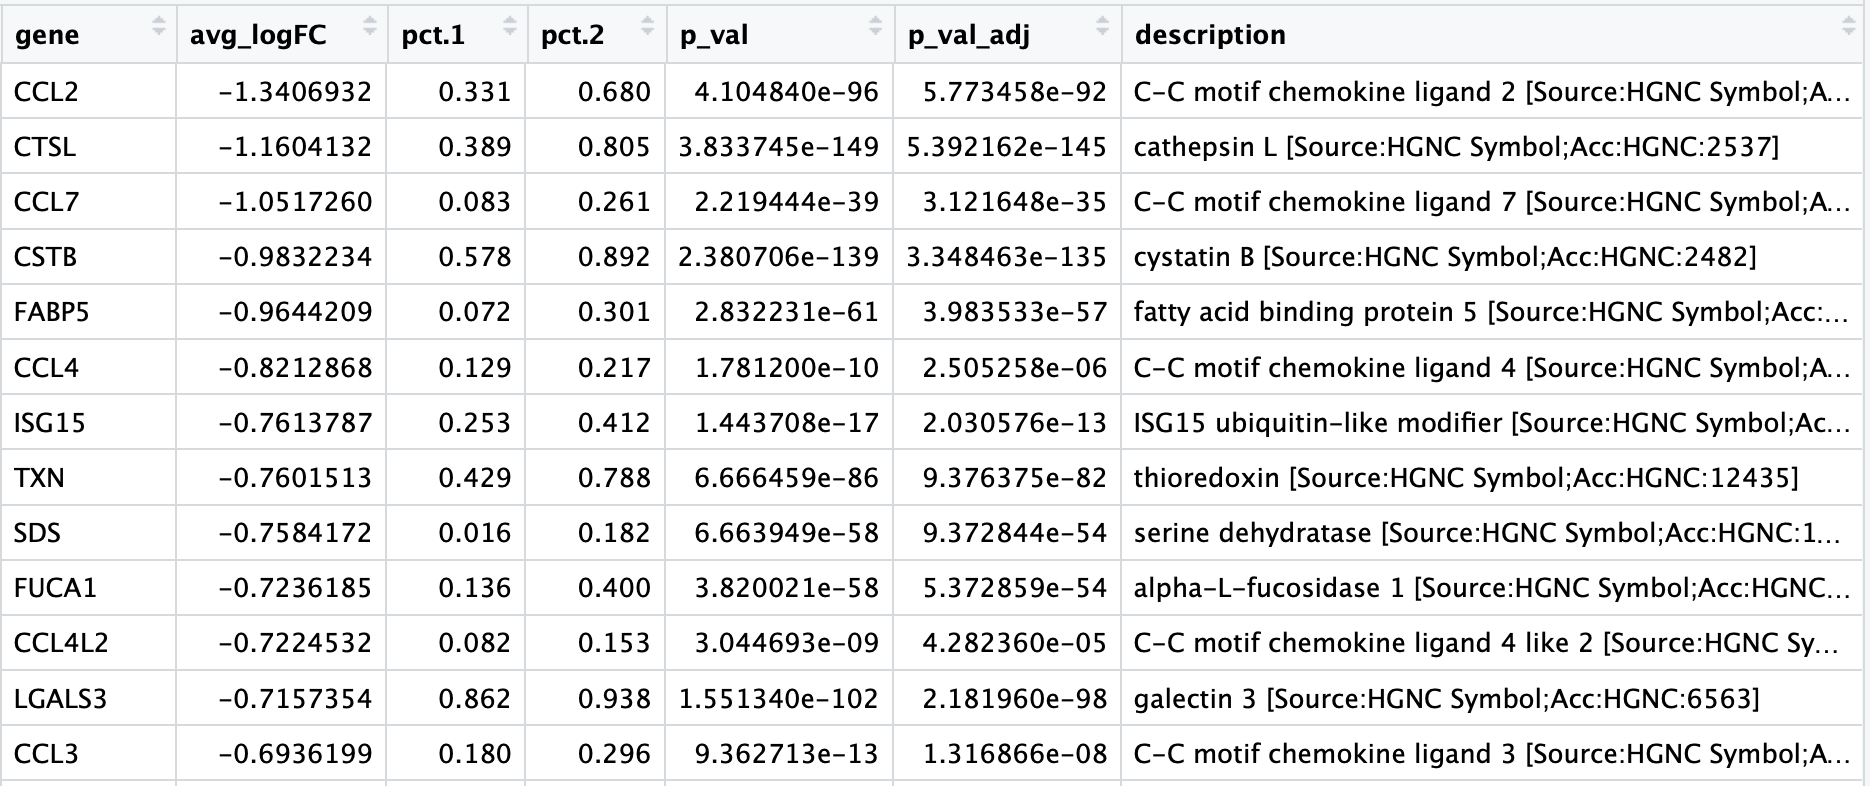 gene avg_logFC pct.1 pct.2 p_val p_val_adj description
CCL2 −1.3406932 0.331 0.680 4.104840e−96 5.773458e−92 C−C motif chemokine ligand 2 [Source:HGNC Symbol;A...
CTSL −1.1604132 0.389 0.805 3.833745e−149 5.392162e−145 cathepsin L [Source:HGNC Symbol;Acc:HGNC:2537]
CCL7 −1.0517260 0.083 0.261 2.219444e−39 3.121648e−35 C−C motif chemokine ligand 7 [Source:HGNC Symbol;A...
CSTB −0.9832234 0.578 0.892 2.380706e−139 3.348463e−135 cystatin B [Source:HGNC Symbol;Acc:HGNC:2482]
FABP5 −0.9644209 0.072 0.301 2.832231e−61 3.983533e−57 fatty acid binding protein 5 [Source:HGNC Symbol;Acc:...
CCL4 −0.8212868 0.129 0.217 1.781200e−10 2.505258e−06 C−C motif chemokine ligand 4 [Source:HGNC Symbol;A...
ISG15 −0.7613787 0.253 0.412 1.443708e−17 2.030576e−13 ISG15 ubiquitin−like modifier [Source:HGNC Symbol;Ac...
TXN −0.7601513 0.429 0.788 6.666459e−86 9.376375e−82 thioredoxin [Source:HGNC Symbol;Acc:HGNC:12435]
SDS −0.7584172 0.016 0.182 6.663949e−58 9.372844e−54 serine dehydratase [Source:HGNC Symbol;Acc:HGNC:1...
FUCA1 −0.7236185 0.136 0.400 3.820021e−58 5.372859e−54 alpha−L−fucosidase 1 [Source:HGNC Symbol;Acc:HGNC...
CCL4L2 −0.7224532 0.082 0.153 3.044693e−09 4.282360e−05 C−C motif chemokine ligand 4 like 2 [Source:HGNC Sy...
LGALS3 −0.7157354 0.862 0.938 1.551340e−102 2.181960e−98 galectin 3 [Source:HGNC Symbol;Acc:HGNC:6563]
CCL3 −0.6936199 0.180 0.296 9.362713e−13 1.316866e−08 C−C motif chemokine ligand 3 [Source:HGNC Symbol;A...